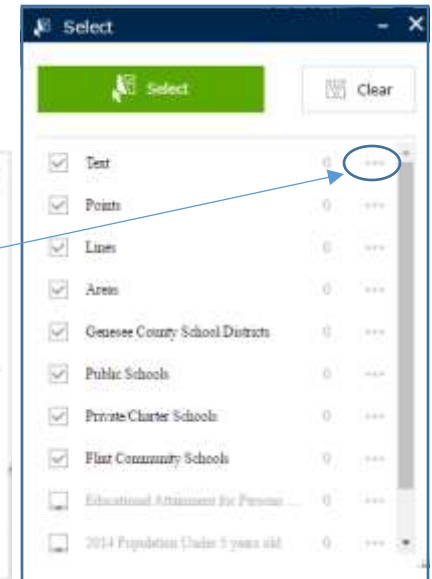 Select
Select Clear
Text 0 ...
Points 0 ...
Lines 0 ...
Areas 0 ...
Genesee County School Districts 0 ...
Public Schools 0 ...
Private Charter Schools 0 ...
Flint Community Schools 0 ...
Educational Attainment for Persons ... 0 ...
2014 Population Under 5 years old 0 ...